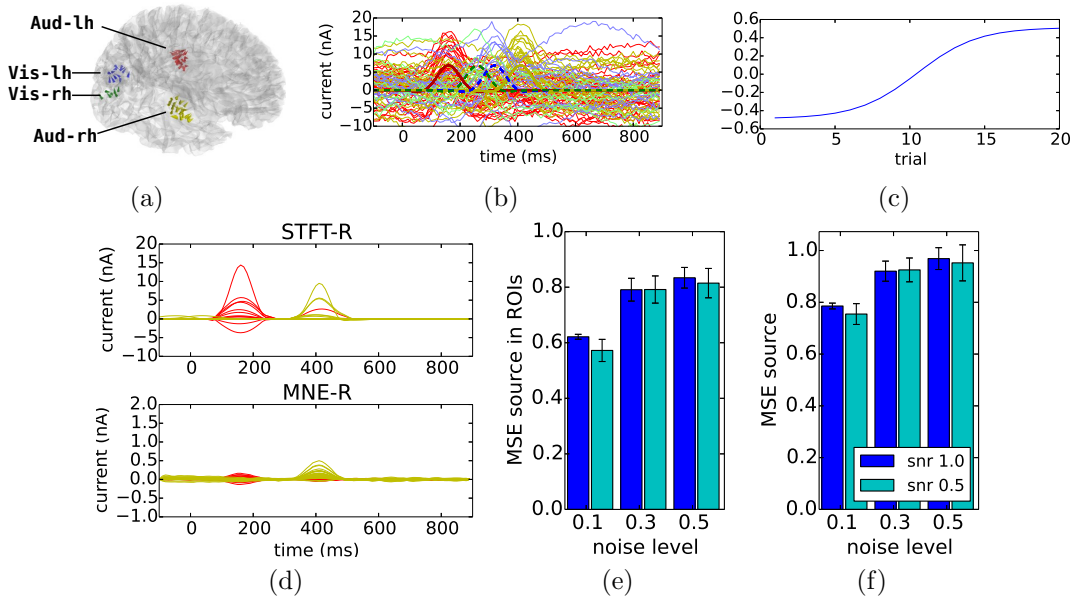 Aud-lh
Vis-lh
Vis-rh
Aud-rh
(a)
current (nA)
20
15
10
5
0
−5
−10
0 200 400 600 800
time (ms)
(b)
0.6
0.4
0.2
0.0
−0.2
−0.4
−0.6
0 5 10 15 20
trial
(c)
STFT-R
current (nA)
20
15
10
5
0
−5
−10
0 200 400 600 800
MNE-R
current (nA)
2.0
1.5
1.0
0.5
0.0
−0.5
−1.0
0 200 400 600 800
time (ms)
(d)
MSE source in ROIs
1.0
0.8
0.6
0.4
0.2
0.0
0.1 0.3 0.5
noise level
(e)
MSE source
1.0
0.8
0.6
0.4
0.2
0.0
snr 1.0
snr 0.5
0.1 0.3 0.5
noise level
(f)